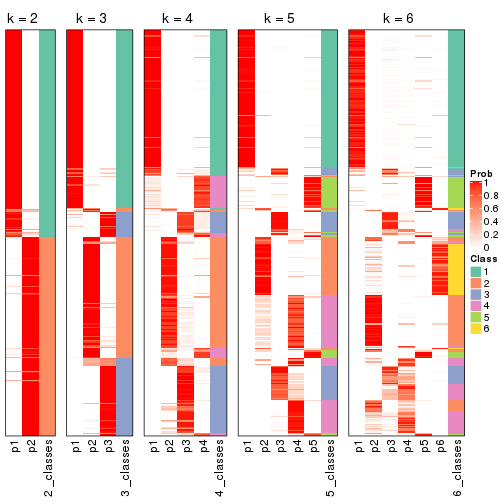 k = 2
k = 3
k = 4
k = 5
k = 6
p1
p2
2_classes
p1
p2
p3
3_classes
p1
p2
p3
p4
4_classes
p1
p2
p3
p4
p5
5_classes
p1
p2
p3
p4
p5
p6
6_classes
Prob
1
0.8
0.6
0.4
0.2
0
Class
1
2
3
4
5
6